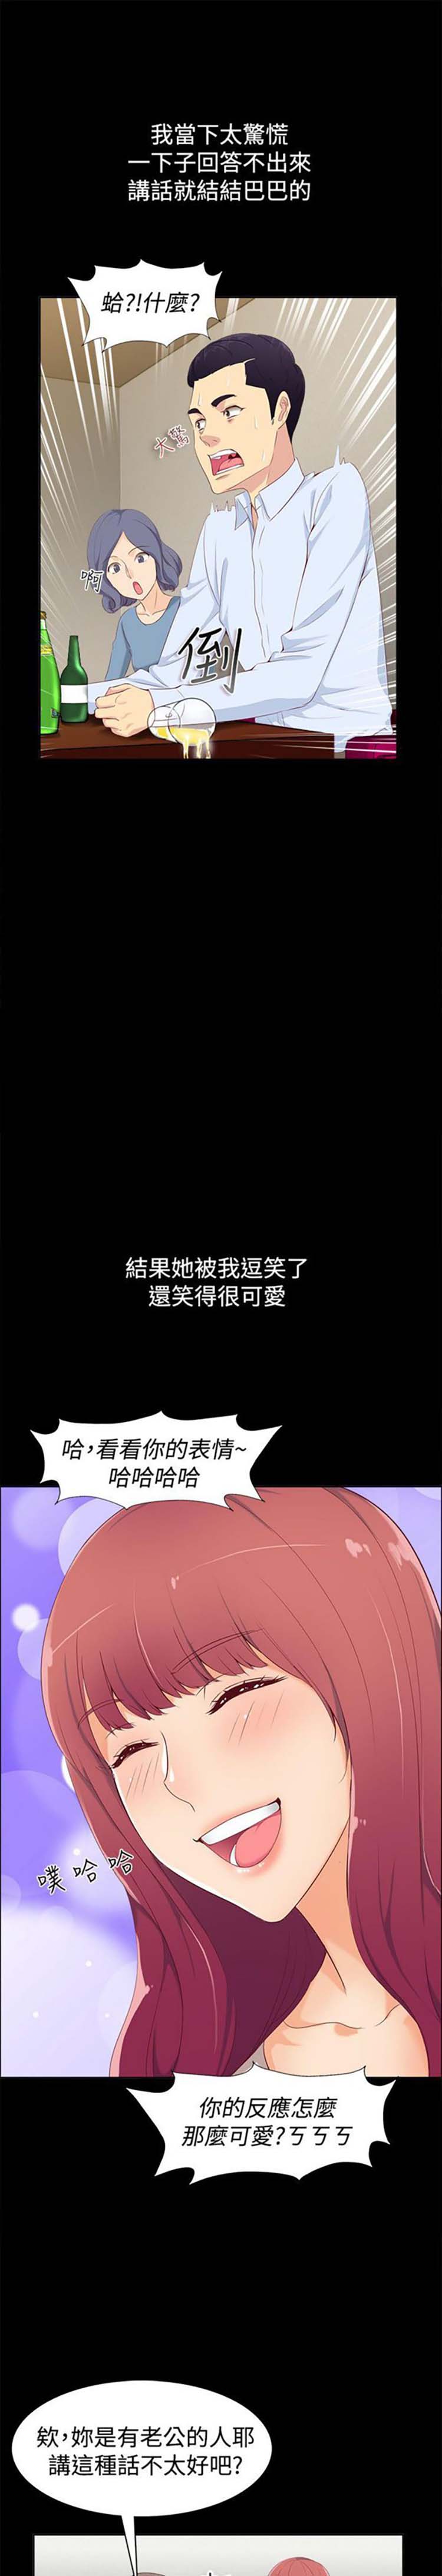 我當下太驚慌
一下子回答不出來
講話就結結巴巴的
蛤?!什麼?
大驚
啊
倒
結果她被我逗笑了
還笑得很可愛
哈,看看你的表情~
哈哈哈哈
噗哈哈
你的反應怎麼
那麼可愛?ㄎㄎㄎ
欸,妳是有老公的人耶
講這種話不太好吧?